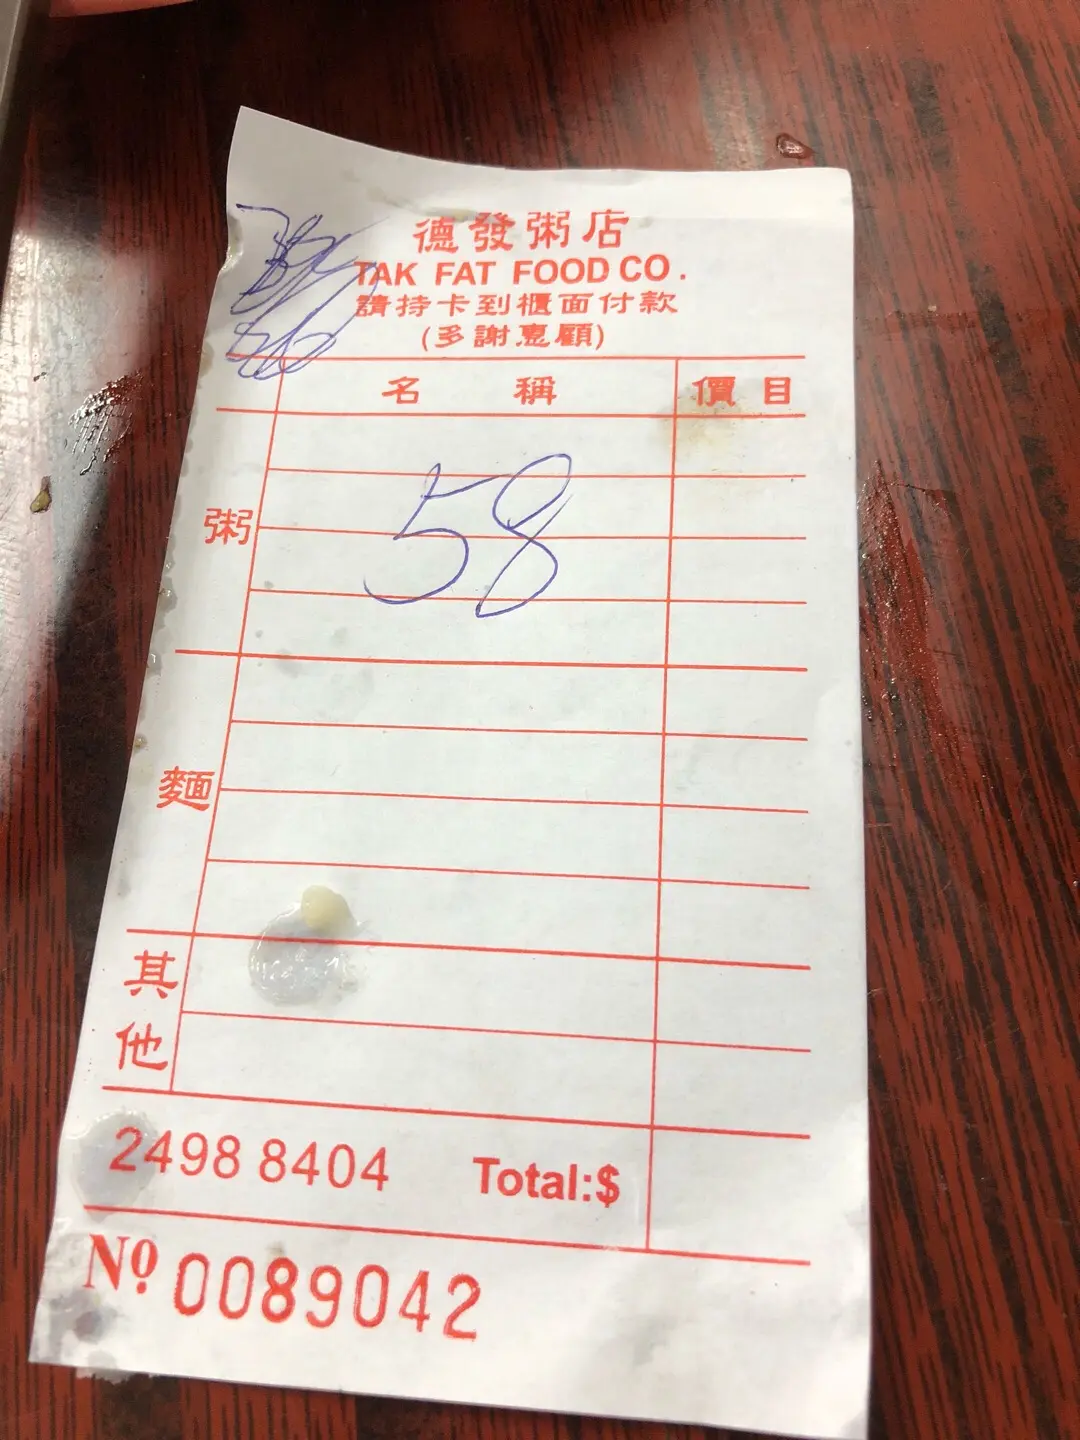 德發粥店
TAK FAT FOOD CO.
請持卡到櫃面付款
(多謝惠顧)
名稱 價目
58
粥
麵
其他
2498 8404 Total:$
Nº 0089042